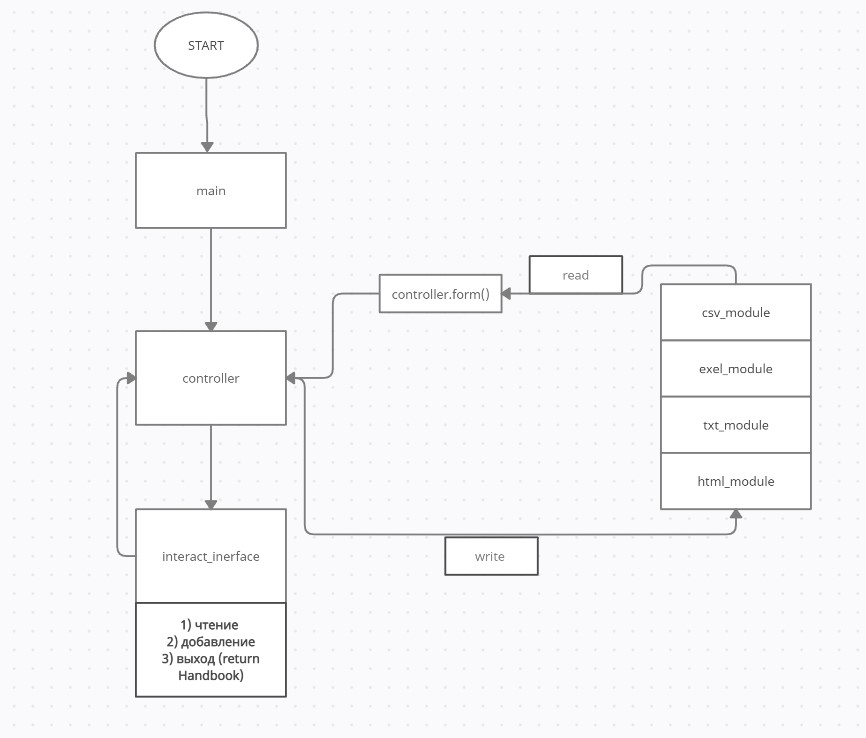 START
main
controller
interact_inerface
1) чтение
2) добавление
3) выход (return
Handbook)
controller.form()
read
write
csv_module
exel_module
txt_module
html_module